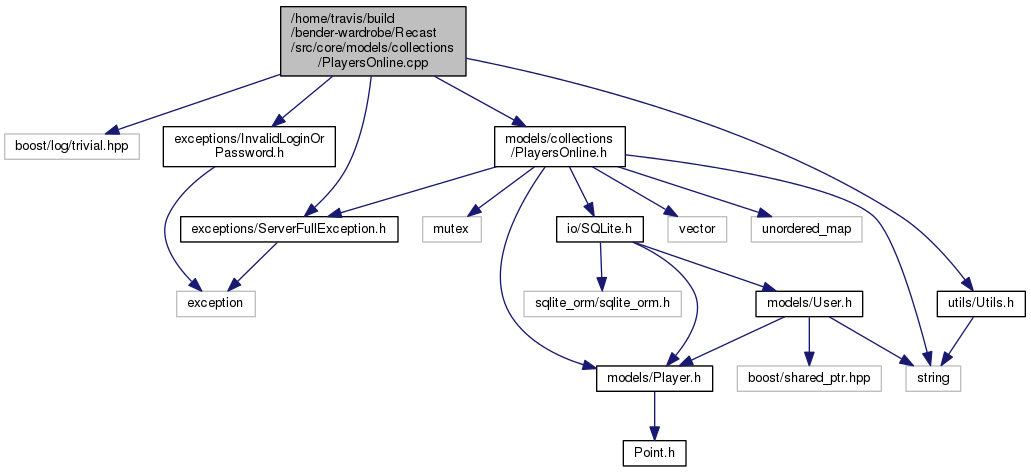 /home/travis/build
/bender-wardrobe/Recast
/src/core/models/collections
/PlayersOnline.cpp
boost/log/trivial.hpp
exceptions/InvalidLoginOr
Password.h
models/collections
/PlayersOnline.h
exceptions/ServerFullException.h
mutex
io/SQLite.h
vector
unordered_map
exception
sqlite_orm/sqlite_orm.h
models/User.h
utils/Utils.h
models/Player.h
boost/shared_ptr.hpp
string
Point.h